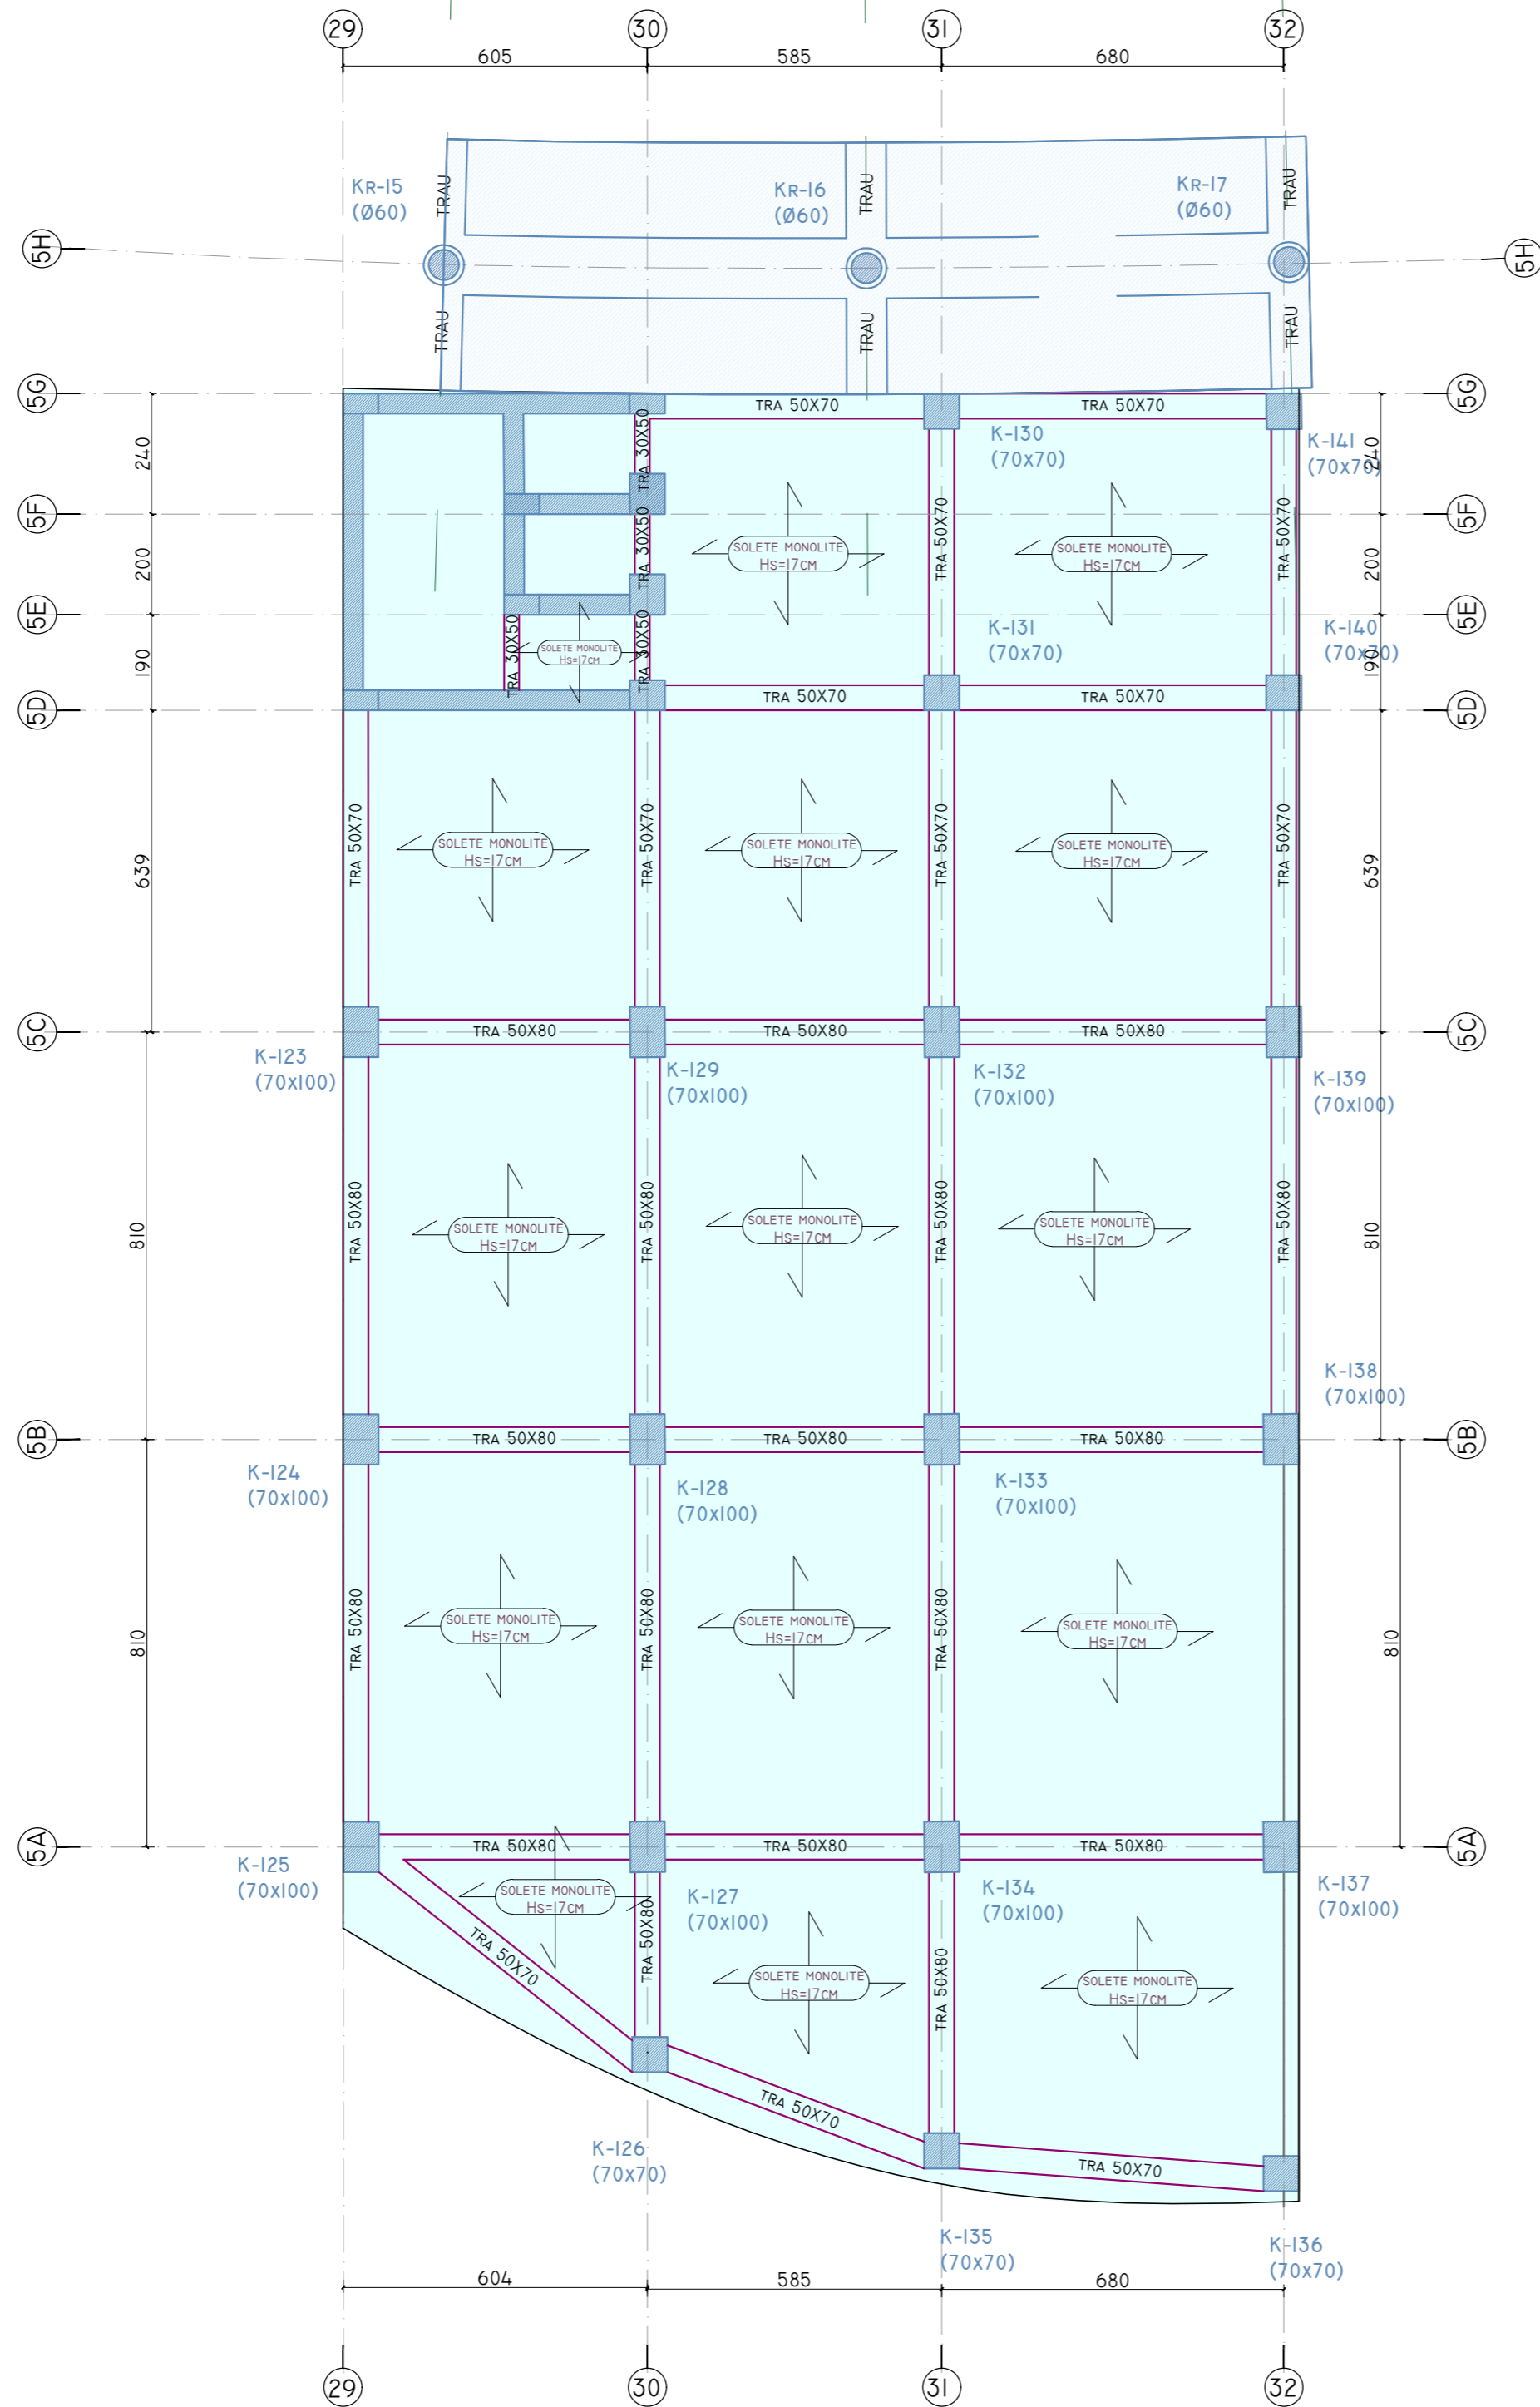 29
30
31
32
605
585
680
KR-15
(Ø60)
TRAU
KR-16
(Ø60)
TRAU
KR-17
(Ø60)
TRAU
5H
5H
TRAU
TRAU
TRAU
5G
5G
TRA 50X70
TRA 50X70
K-130
(70x70)
K-141
(70x70)
240
240
TRA 30X50
5F
5F
TRA 30X50
TRA 50X70
TRA 50X70
SOLETE MONOLITE
HS=17CM
SOLETE MONOLITE
HS=17CM
200
200
5E
5E
K-131
(70x70)
K-140
(70x70)
190
190
TRA 30X50
TRA 30X50
SOLETE MONOLITE
HS=17CM
TRA 50X70
TRA 50X70
5D
5D
639
639
TRA 50X70
TRA 50X70
TRA 50X70
TRA 50X70
SOLETE MONOLITE
HS=17CM
SOLETE MONOLITE
HS=17CM
SOLETE MONOLITE
HS=17CM
5C
5C
TRA 50X80
TRA 50X80
TRA 50X80
K-123
(70x100)
K-129
(70x100)
K-132
(70x100)
K-139
(70x100)
810
810
TRA 50X80
TRA 50X80
TRA 50X80
TRA 50X80
SOLETE MONOLITE
HS=17CM
SOLETE MONOLITE
HS=17CM
SOLETE MONOLITE
HS=17CM
K-138
(70x100)
5B
5B
TRA 50X80
TRA 50X80
TRA 50X80
K-124
(70x100)
K-128
(70x100)
K-133
(70x100)
810
810
TRA 50X80
TRA 50X80
TRA 50X80
SOLETE MONOLITE
HS=17CM
SOLETE MONOLITE
HS=17CM
SOLETE MONOLITE
HS=17CM
5A
5A
TRA 50X80
TRA 50X80
TRA 50X80
K-125
(70x100)
K-127
(70x100)
K-134
(70x100)
K-137
(70x100)
SOLETE MONOLITE
HS=17CM
TRA 50X70
TRA 50X80
SOLETE MONOLITE
HS=17CM
TRA 50X80
SOLETE MONOLITE
HS=17CM
TRA 50X70
TRA 50X70
K-126
(70x70)
K-135
(70x70)
K-136
(70x70)
604
585
680
29
30
31
32